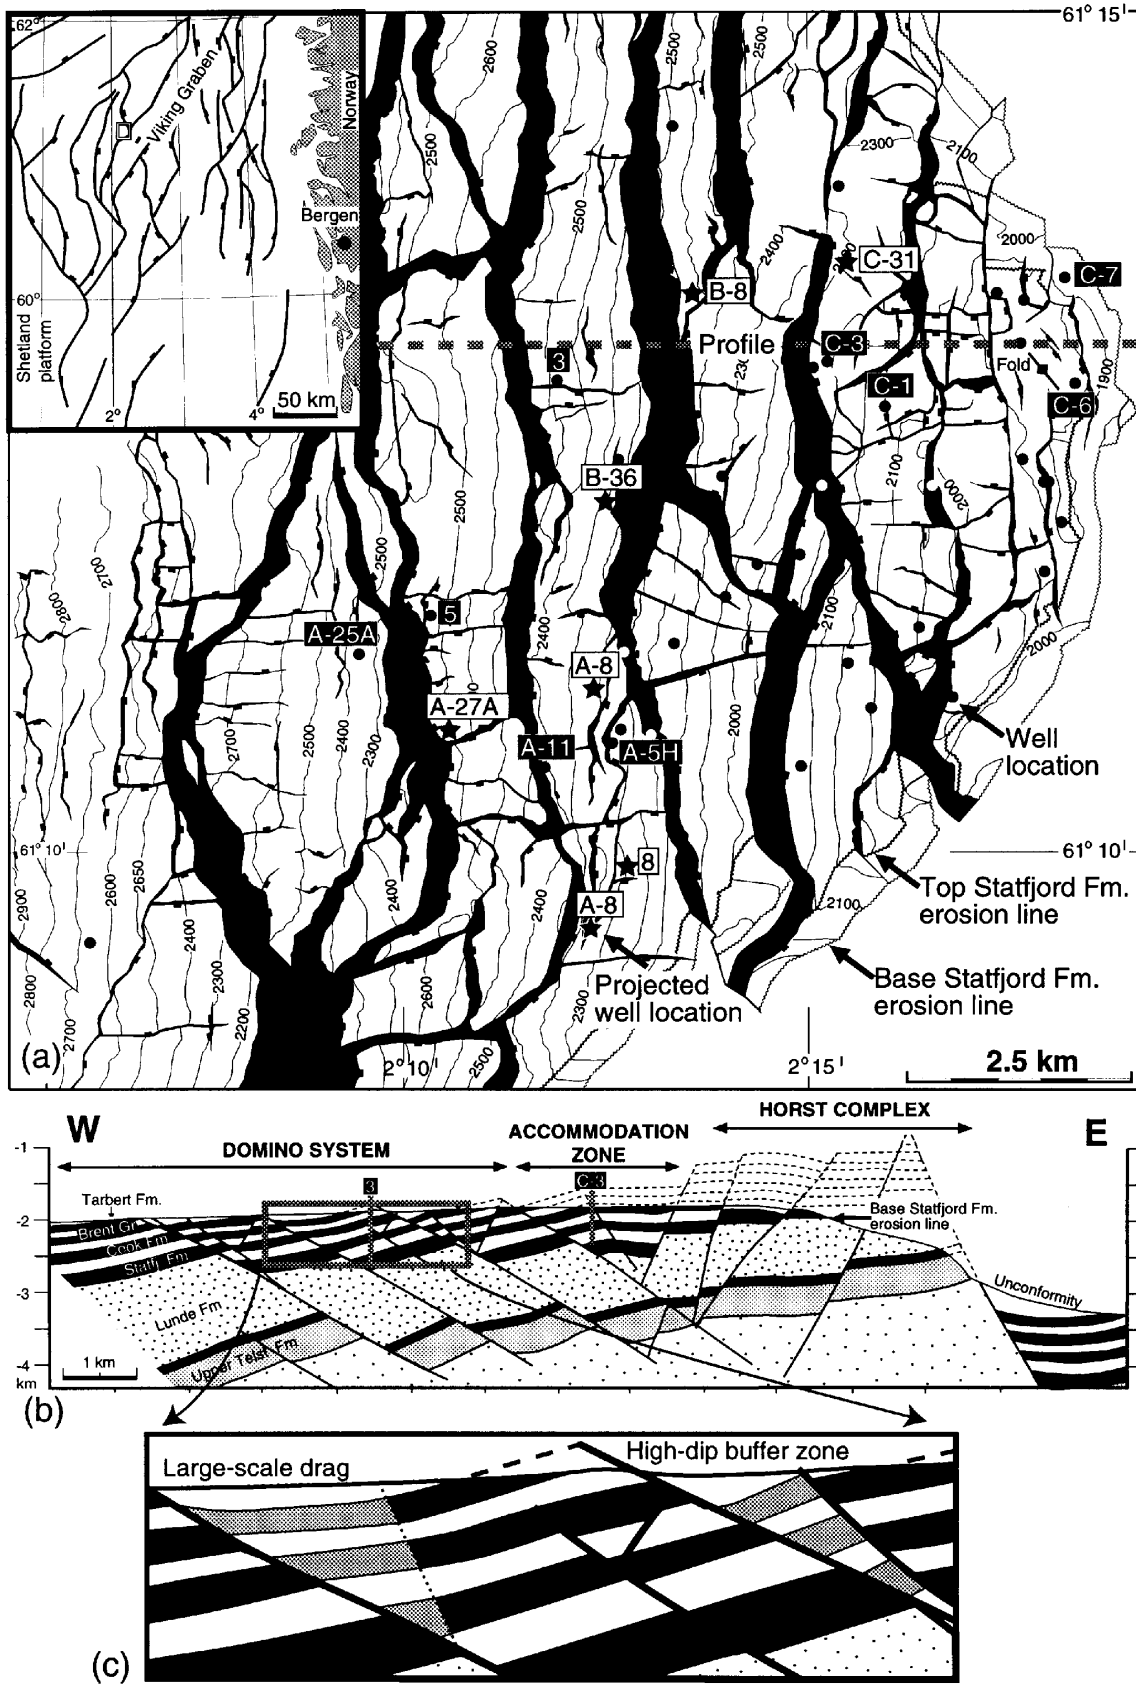 62°
Viking Graben
Norway
Bergen
60°
Shetland
platform
2°
4°
50 km
61° 15'
2600
2500
2500
2500
2500
2500
2400
2300
2100
2000
C-31
C-7
B-8
Profile
C-3
3
Fold
1900
C-1
C-6
B-36
2100
2000
2500
2500
2700
2800
5
A-25A
2400
2100
2000
A-8
A-27A
2700
2500
2400
2300
A-11
A-5H
2000
Well
location
61° 10'
61° 10'
2900
2600
2650
2400
2400
2400
8
A-8
Top Statfjord Fm.
erosion line
2100
2800
2700
2300
2200
2600
2500
2300
Projected
well location
Base Statfjord Fm.
erosion line
(a)
2° 10'
2° 15'
2.5 km
W
E
DOMINO SYSTEM
ACCOMMODATION
ZONE
HORST COMPLEX
-1
-2
-3
-4
km
Tarbert Fm.
Brent Gr.
Cook Fm
Statfj. Fm
Lunde Fm
Upper Teist Fm
3
C-3
Base Statfjord Fm.
erosion line
Unconformity
1 km
(b)
Large-scale drag
High-dip buffer zone
(c)